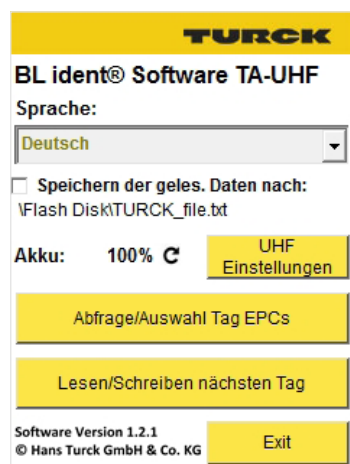 TURCK
BL ident® Software TA-UHF
Sprache:
Deutsch
Speichern der geles. Daten nach:
\Flash Disk\TURCK_file.txt
Akku: 100%
UHF
Einstellungen
Abfrage/Auswahl Tag EPCs
Lesen/Schreiben nächsten Tag
Software Version 1.2.1
© Hans Turck GmbH & Co. KG
Exit